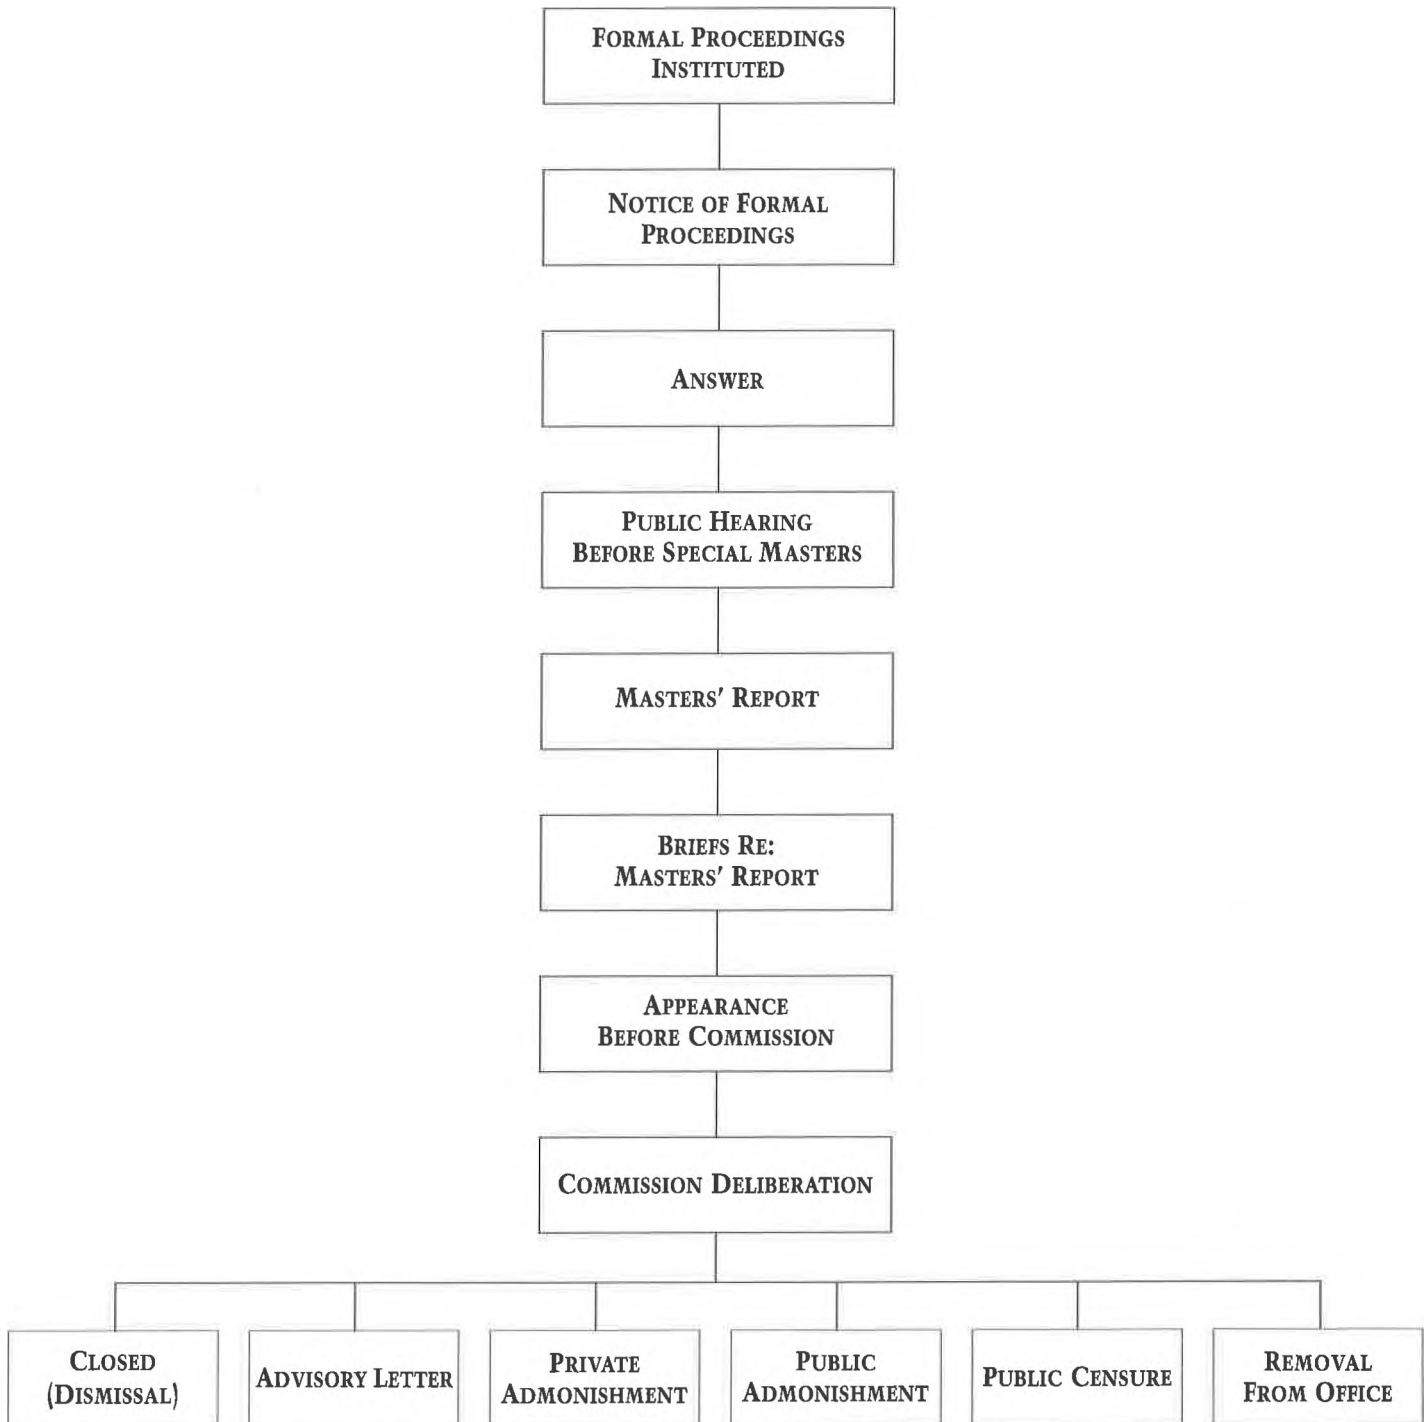 FORMAL PROCEEDINGS
INSTITUTED
NOTICE OF FORMAL
PROCEEDINGS
ANSWER
PUBLIC HEARING
BEFORE SPECIAL MASTERS
MASTERS' REPORT
BRIEFS RE:
MASTERS' REPORT
APPEARANCE
BEFORE COMMISSION
COMMISSION DELIBERATION
CLOSED
(DISMISSAL)
ADVISORY LETTER
PRIVATE
ADMONISHMENT
PUBLIC
ADMONISHMENT
PUBLIC CENSURE
REMOVAL
FROM OFFICE